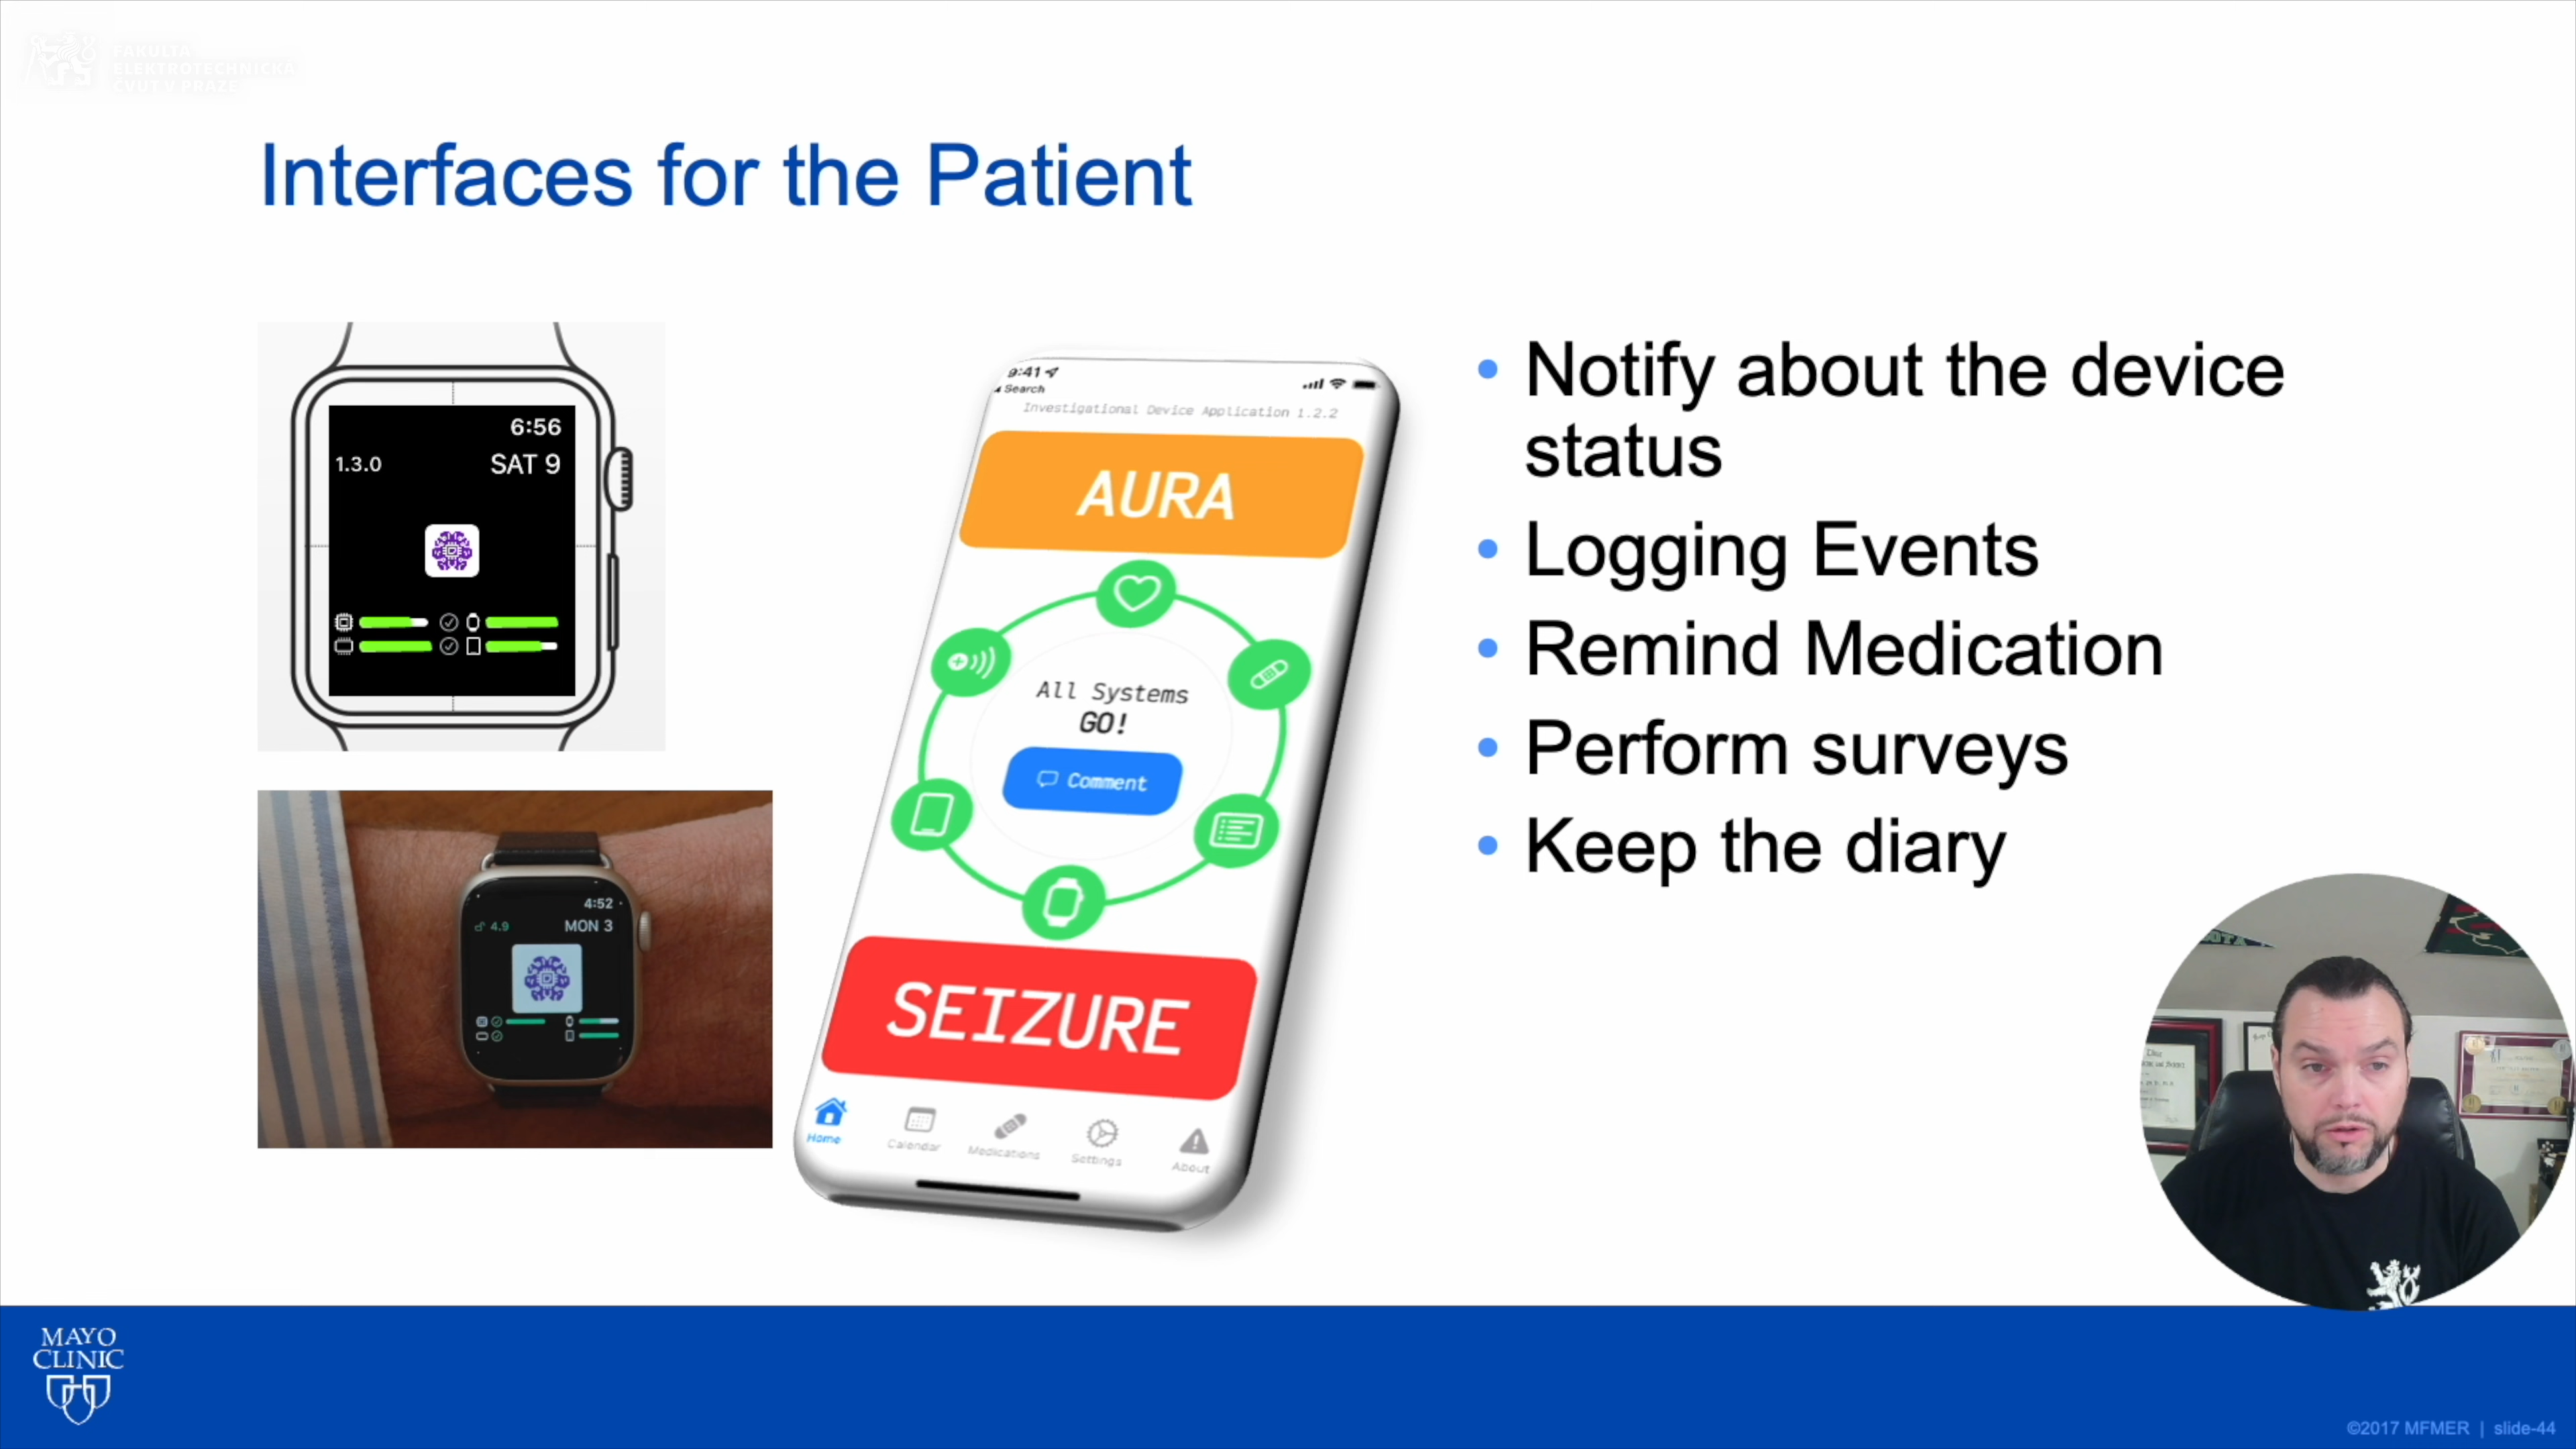 FAKULTA
ELEKTROTECHNICKÁ
ČVUT V PRAZE
Interfaces for the Patient
6:56
1.3.0 SAT 9
4:52
4.9 MON 3
9:41
Search
Investigational Device Application 1.2.2
AURA
All Systems
GO!
Comment
SEIZURE
Home
Calendar
Medications
Settings
About
• Notify about the device
status
• Logging Events
• Remind Medication
• Perform surveys
• Keep the diary
MAYO
CLINIC
©2017 MFMER | slide-44